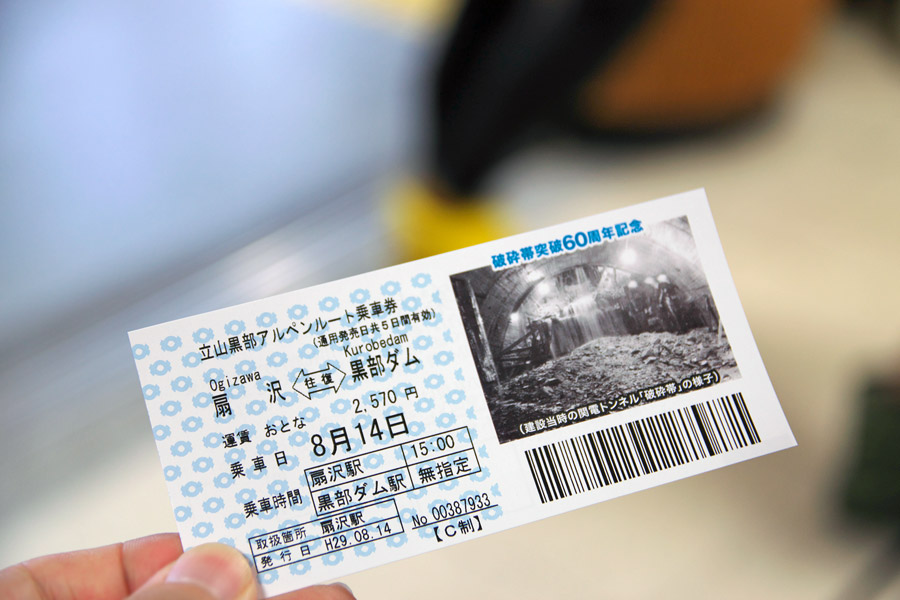 立山黒部アルペンルート乗車券
(通用発売日共5日間有効)
Ogizawa Kurobedam
扇 沢 往復 黒部ダム
運賃 おとな 2,570 円
乗車日 8月14日
乗車時間 扇沢駅 15:00
黒部ダム駅 無指定
取扱箇所 扇沢駅
発行日 H29.08.14
No 00387933
【C制】
破砕帯突破60周年記念
(建設当時の関電トンネル「破砕帯」の様子)